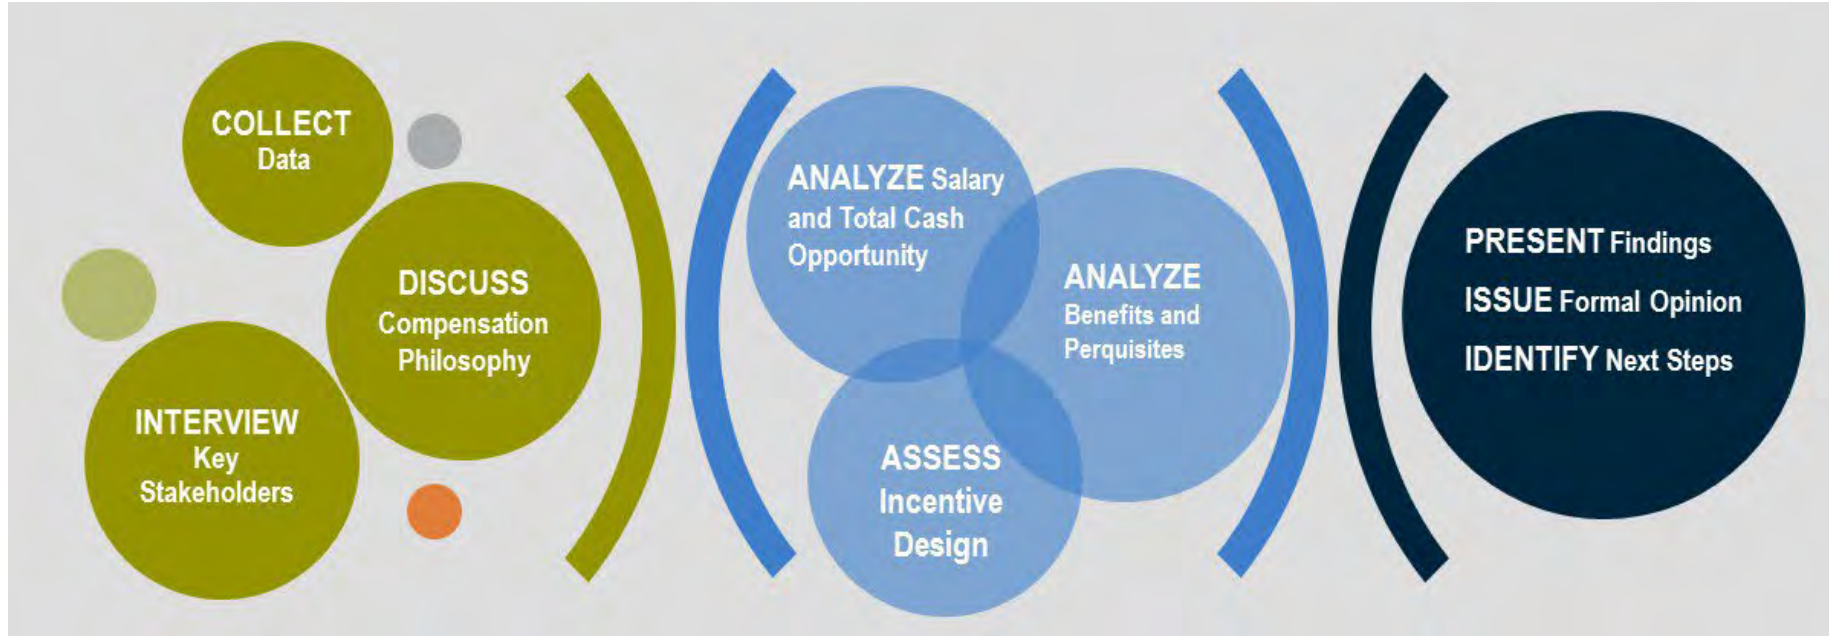 COLLECT
Data
DISCUSS
Compensation
Philosophy
INTERVIEW
Key
Stakeholders
ANALYZE Salary
and Total Cash
Opportunity
ANALYZE
Benefits and
Perquisites
ASSESS
Incentive
Design
PRESENT Findings
ISSUE Formal Opinion
IDENTIFY Next Steps